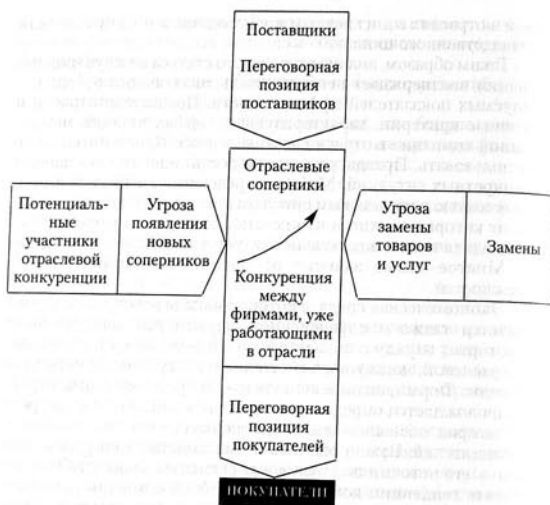 Поставщики
Переговорная
позиция
поставщиков
Отраслевые
соперники
Потенциаль-
ные
участники
отраслевой
конкуренции
Угроза
появления
новых
соперников
Угроза
замены
товаров
и услуг
Замены
Конкуренция
между
фирмами, уже
работающими
в отрасли
Переговорная
позиция
покупателей
ПОКУПАТЕЛИ